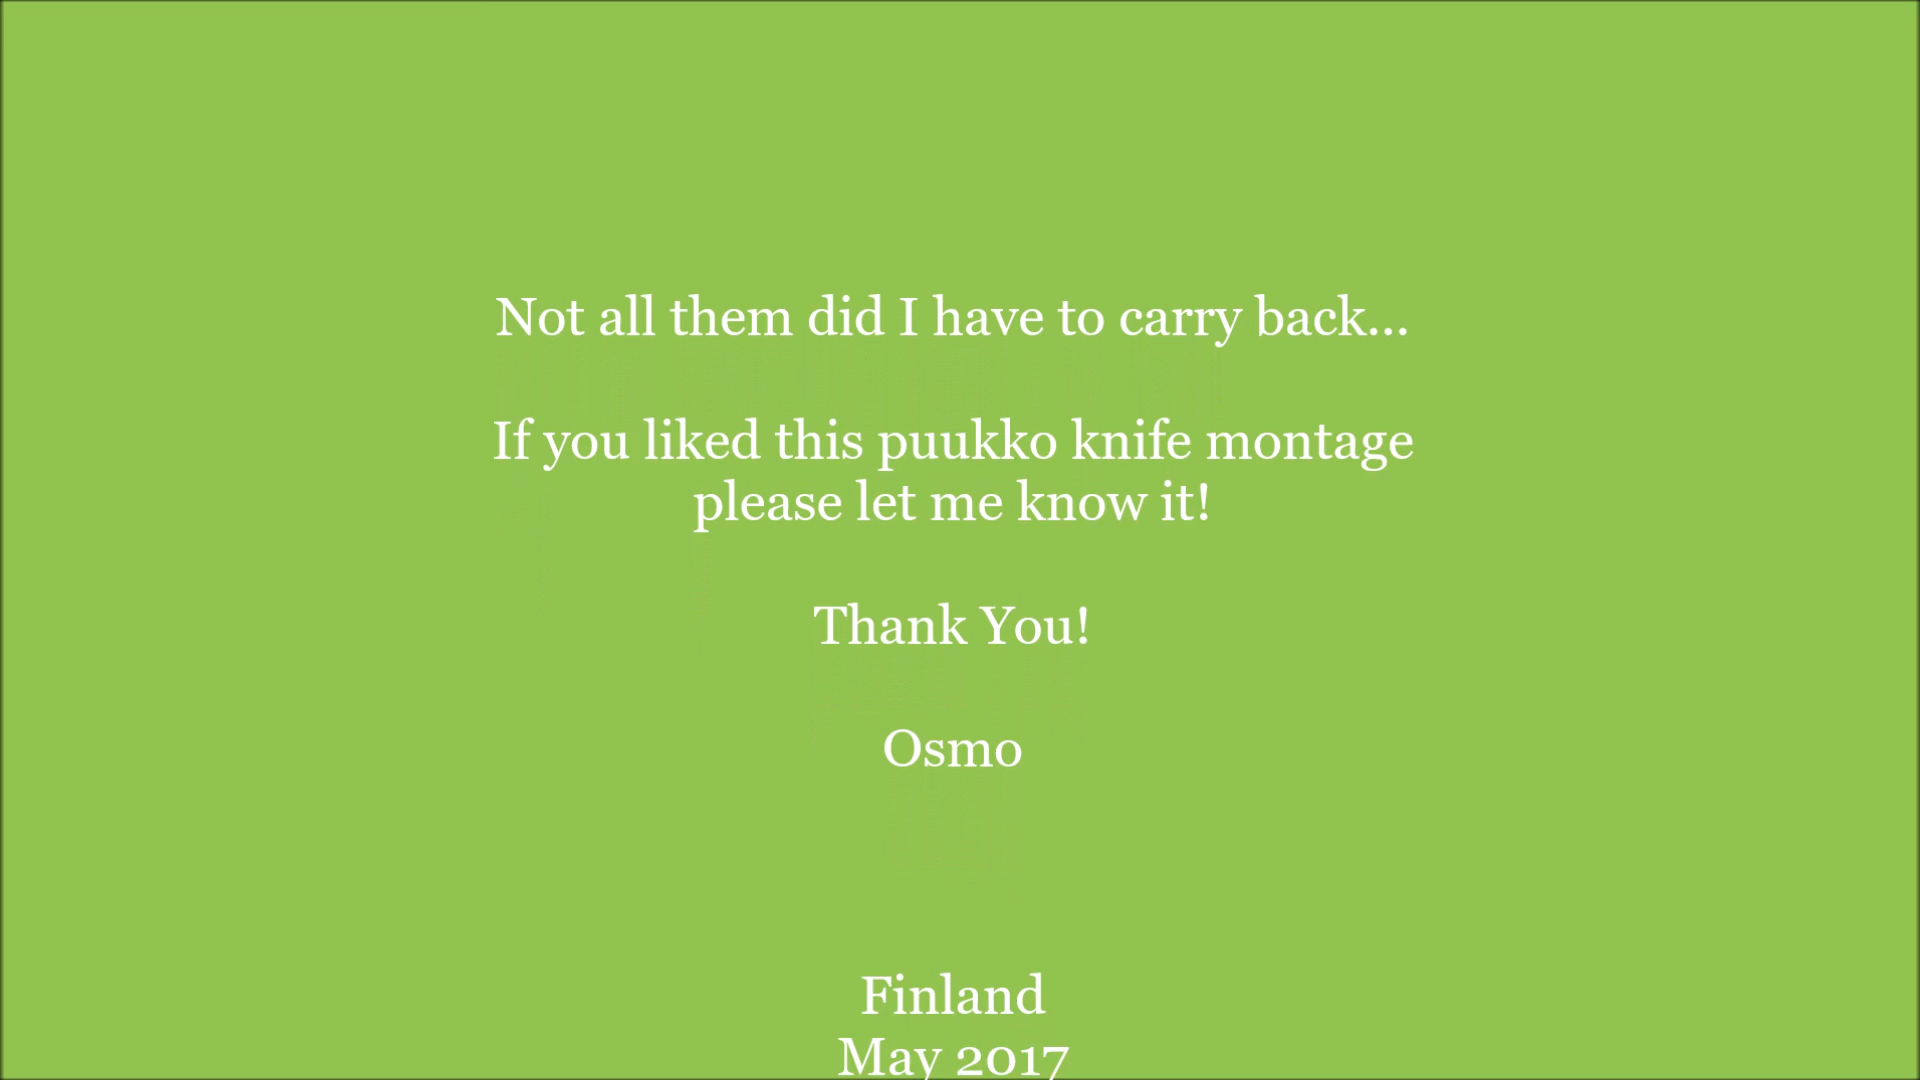 Not all them did I have to carry back...
If you liked this puukko knife montage
please let me know it!
Thank You!
Osmo
Finland
May 2017